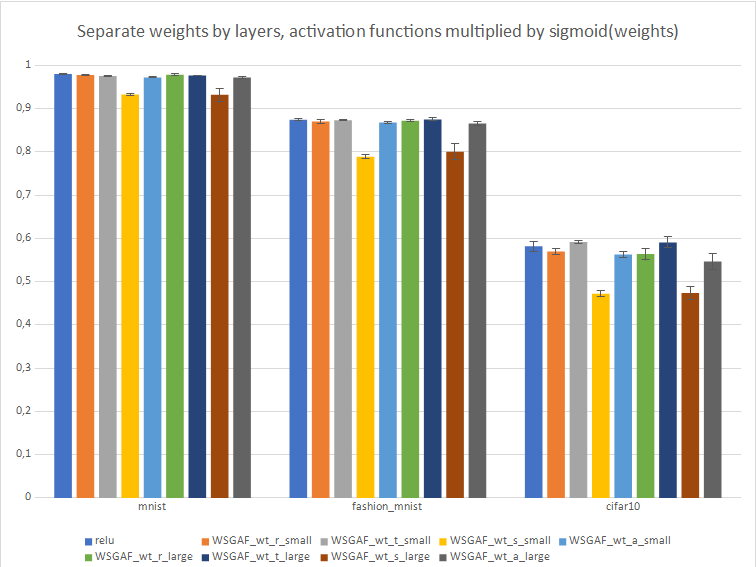 Separate weights by layers, activation functions multiplied by sigmoid(weights)
1
0,9
0,8
0,7
0,6
0,5
0,4
0,3
0,2
0,1
0
mnist fashion_mnist cifar10
relu WSGAF_wt_r_small WSGAF_wt_t_small WSGAF_wt_s_small WSGAF_wt_a_small
WSGAF_wt_r_large WSGAF_wt_t_large WSGAF_wt_s_large WSGAF_wt_a_large